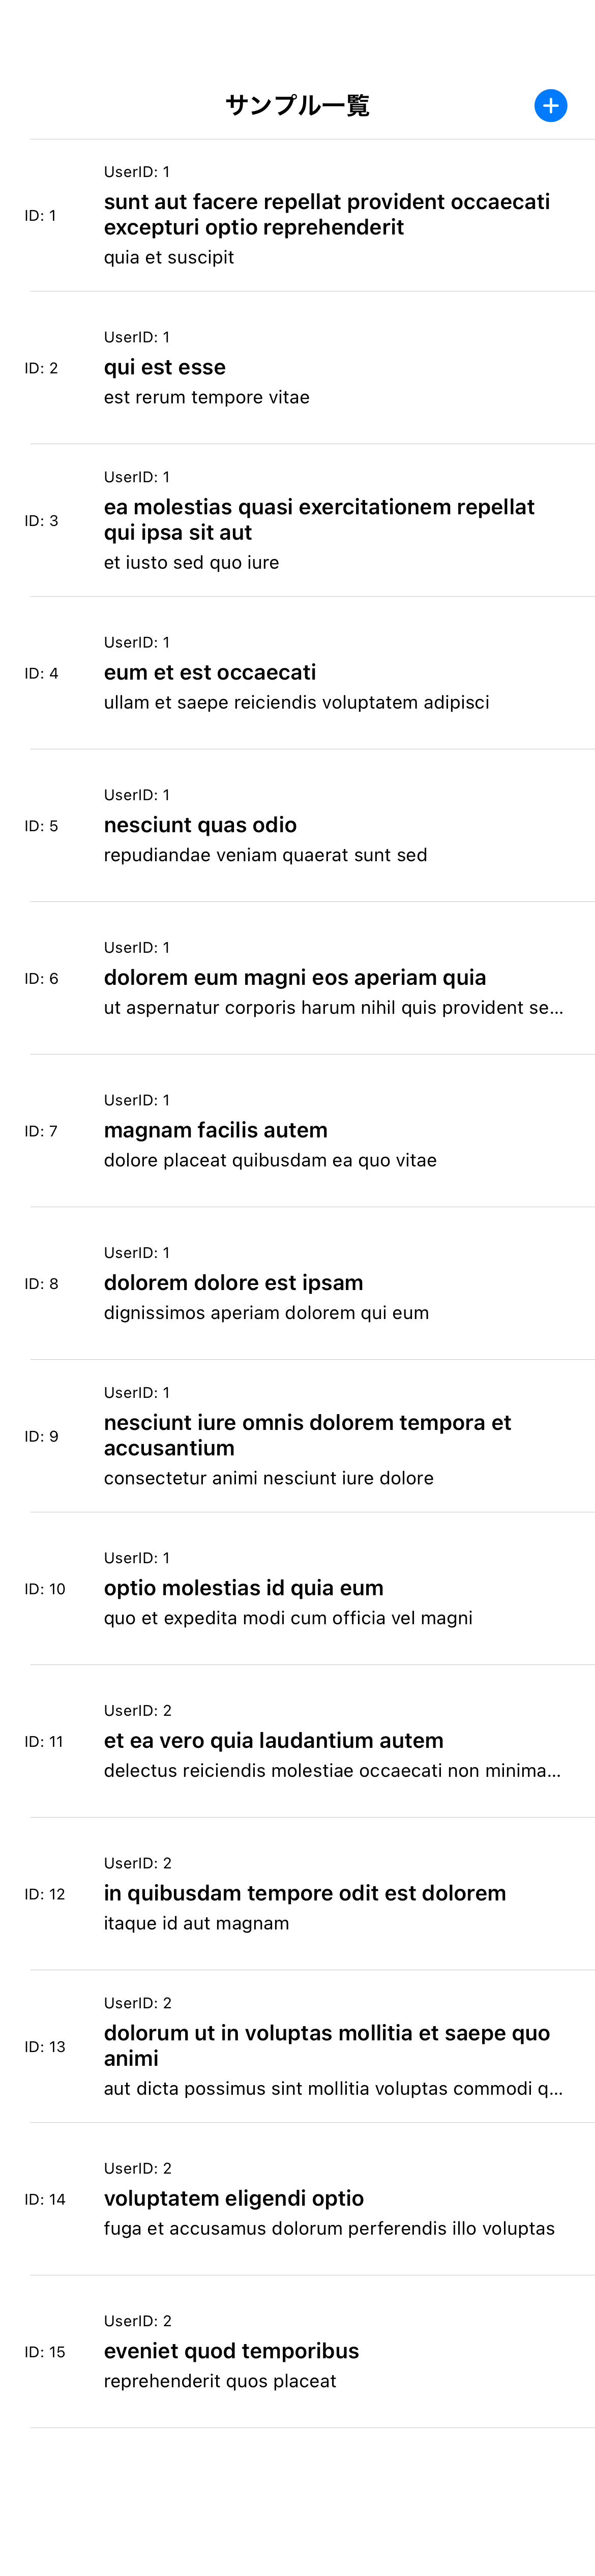 サンプル一覧
UserID: 1
ID: 1
sunt aut facere repellat provident occaecati
excepturi optio reprehenderit
quia et suscipit
UserID: 1
ID: 2
qui est esse
est rerum tempore vitae
UserID: 1
ID: 3
ea molestias quasi exercitationem repellat
qui ipsa sit aut
et iusto sed quo iure
UserID: 1
ID: 4
eum et est occaecati
ullam et saepe reiciendis voluptatem adipisci
UserID: 1
ID: 5
nesciunt quas odio
repudiandae veniam quaerat sunt sed
UserID: 1
ID: 6
dolorem eum magni eos aperiam quia
ut aspernatur corporis harum nihil quis provident se...
UserID: 1
ID: 7
magnam facilis autem
dolore placeat quibusdam ea quo vitae
UserID: 1
ID: 8
dolorem dolore est ipsam
dignissimos aperiam dolorem qui eum
UserID: 1
ID: 9
nesciunt iure omnis dolorem tempora et
accusantium
consectetur animi nesciunt iure dolore
UserID: 1
ID: 10
optio molestias id quia eum
quo et expedita modi cum officia vel magni
UserID: 2
ID: 11
et ea vero quia laudantium autem
delectus reiciendis molestiae occaecati non minima...
UserID: 2
ID: 12
in quibusdam tempore odit est dolorem
itaque id aut magnam
UserID: 2
ID: 13
dolorum ut in voluptas mollitia et saepe quo
animi
aut dicta possimus sint mollitia voluptas commodi q...
UserID: 2
ID: 14
voluptatem eligendi optio
fuga et accusamus dolorum perferendis illo voluptas
UserID: 2
ID: 15
eveniet quod temporibus
reprehenderit quos placeat